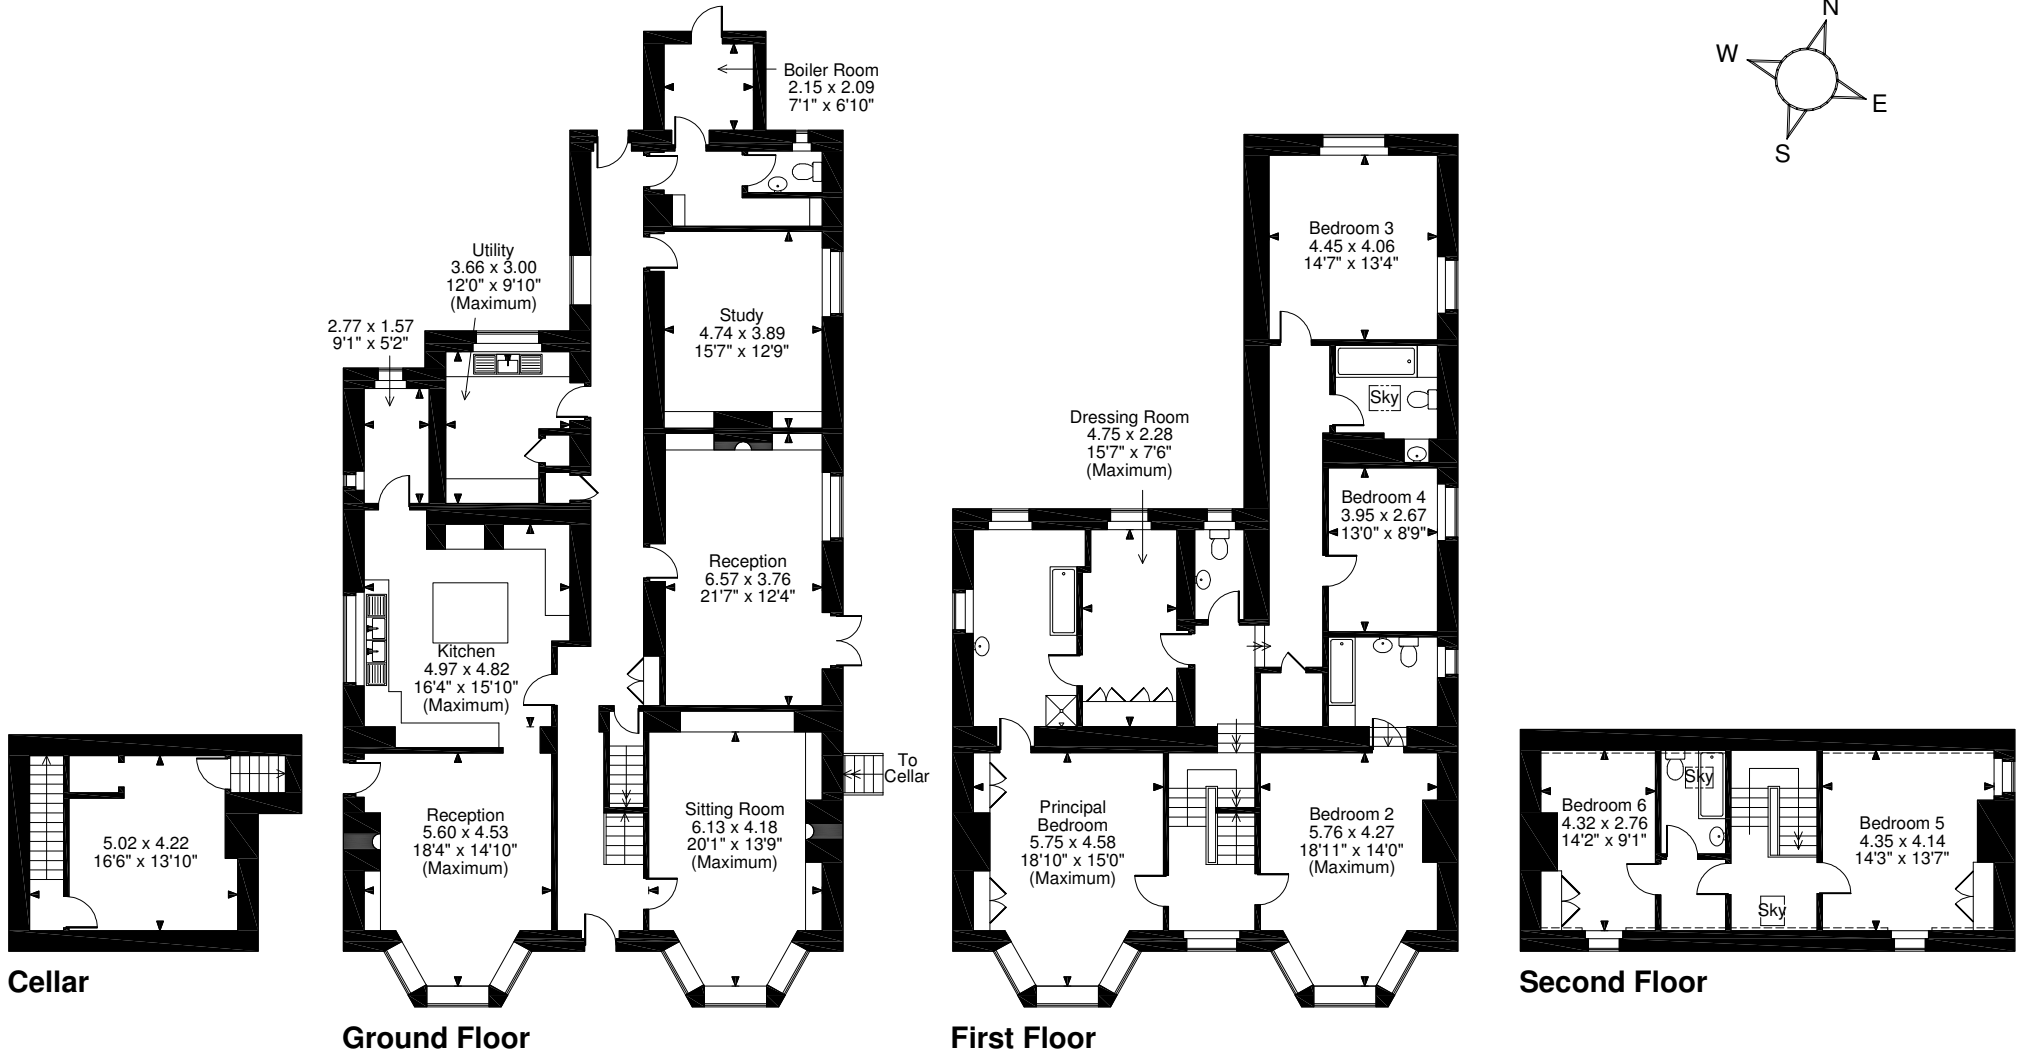 N
W
E
S
Boiler Room
2.15 x 2.09
7'1" x 6'10"
Utility
3.66 x 3.00
12'0" x 9'10"
(Maximum)
2.77 x 1.57
9'1" x 5'2"
Study
4.74 x 3.89
15'7" x 12'9"
Reception
6.57 x 3.76
21'7" x 12'4"
Kitchen
4.97 x 4.82
16'4" x 15'10"
(Maximum)
Reception
5.60 x 4.53
18'4" x 14'10"
(Maximum)
Sitting Room
6.13 x 4.18
20'1" x 13'9"
(Maximum)
To
Cellar
5.02 x 4.22
16'6" x 13'10"
Cellar
Ground Floor
Bedroom 3
4.45 x 4.06
14'7" x 13'4"
Sky
Dressing Room
4.75 x 2.28
15'7" x 7'6"
(Maximum)
Bedroom 4
3.95 x 2.67
13'0" x 8'9"
Principal
Bedroom
5.75 x 4.58
18'10" x 15'0"
(Maximum)
Bedroom 2
5.76 x 4.27
18'11" x 14'0"
(Maximum)
First Floor
Sky
Bedroom 6
4.32 x 2.76
14'2" x 9'1"
Bedroom 5
4.35 x 4.14
14'3" x 13'7"
Sky
Second Floor